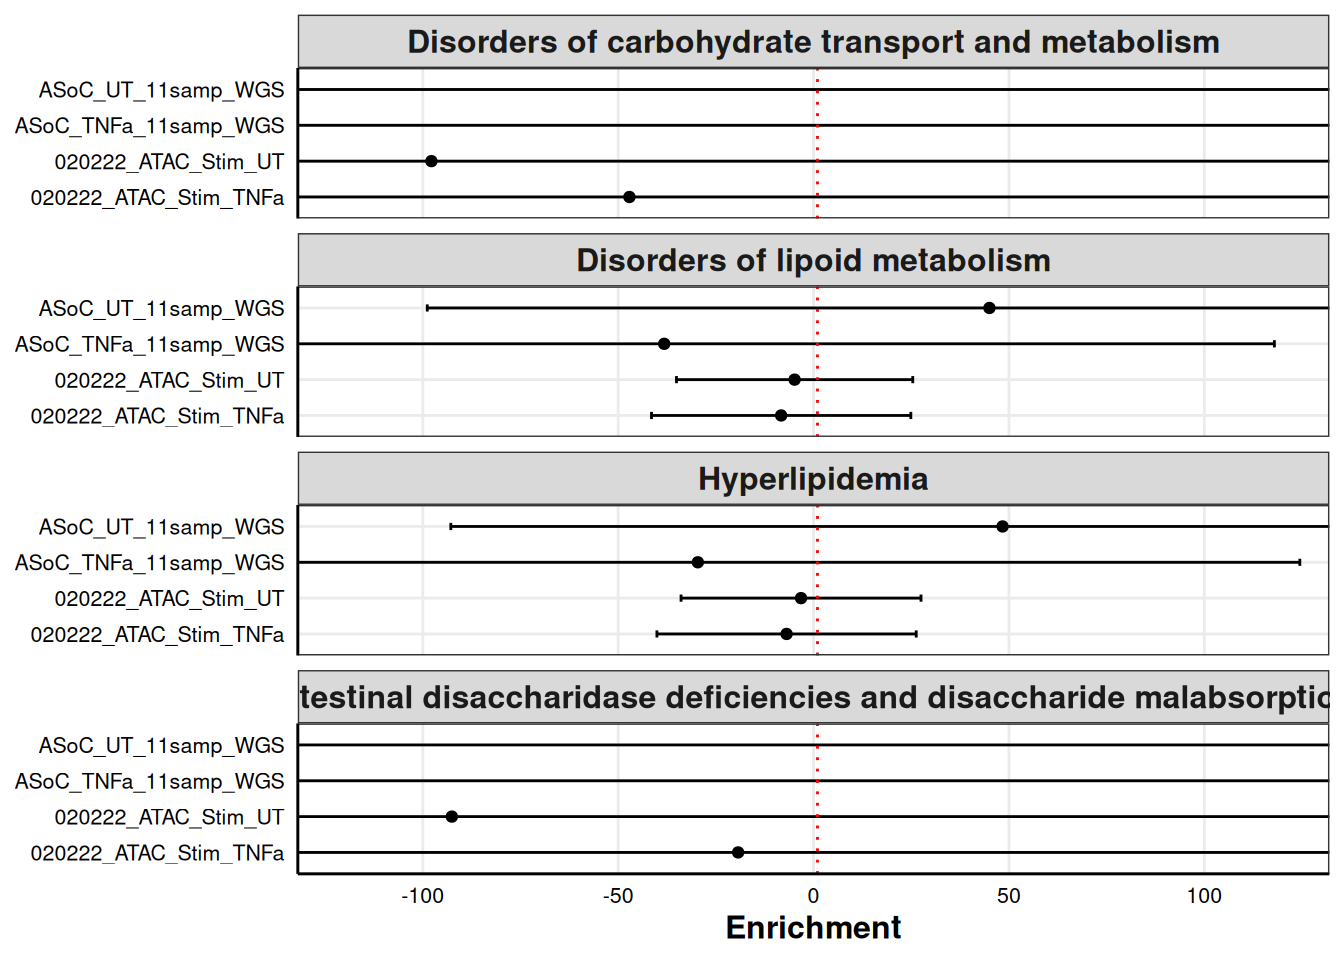 Disorders of carbohydrate transport and metabolism
ASoC_UT_11samp_WGS
ASoC_TNFa_11samp_WGS
020222_ATAC_Stim_UT
020222_ATAC_Stim_TNFa
Disorders of lipoid metabolism
ASoC_UT_11samp_WGS
ASoC_TNFa_11samp_WGS
020222_ATAC_Stim_UT
020222_ATAC_Stim_TNFa
Hyperlipidemia
ASoC_UT_11samp_WGS
ASoC_TNFa_11samp_WGS
020222_ATAC_Stim_UT
020222_ATAC_Stim_TNFa
testinal disaccharidase deficiencies and disaccharide malabsorptio
ASoC_UT_11samp_WGS
ASoC_TNFa_11samp_WGS
020222_ATAC_Stim_UT
020222_ATAC_Stim_TNFa
-100 -50 0 50 100
Enrichment